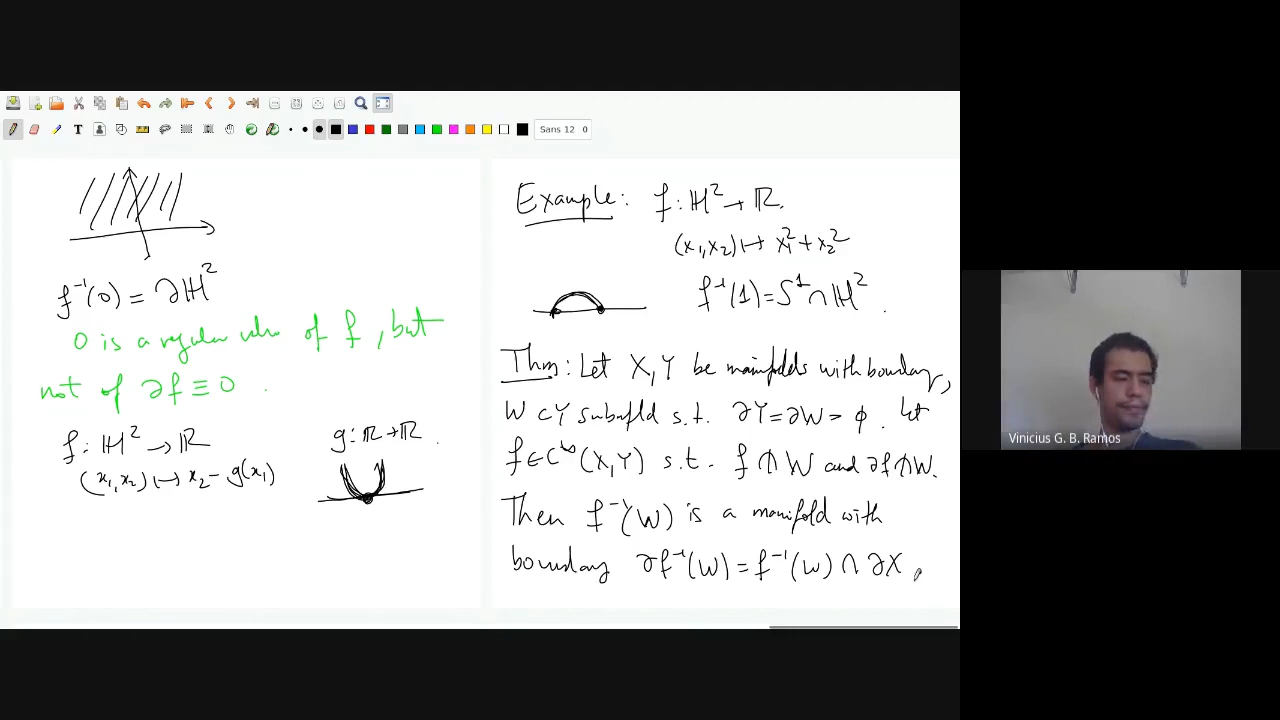 Sans 12 0
f⁻¹(0) = ∂ℍ²
0 is a regular value of f, but
not of ∂f ≡ 0.
f: ℍ² → ℝ
(x₁,x₂) ↦ x₂ - g(x₁)
g: ℝ→ℝ.
Example: f: ℍ² → ℝ.
(x₁,x₂) ↦ x₁² + x₂²
f⁻¹(1) = S¹ ∩ ℍ².
Thm: Let X, Y be manifolds with boundary,
W ⊂ Y submfld s.t. ∂Y = ∂W = ∅. Let
f ∈ C^∞(X,Y) s.t. f ⋔ W and ∂f ⋔ W.
Then f⁻¹(W) is a manifold with
boundary ∂f⁻¹(W) = f⁻¹(W) ∩ ∂X.
Vinicius G. B. Ramos